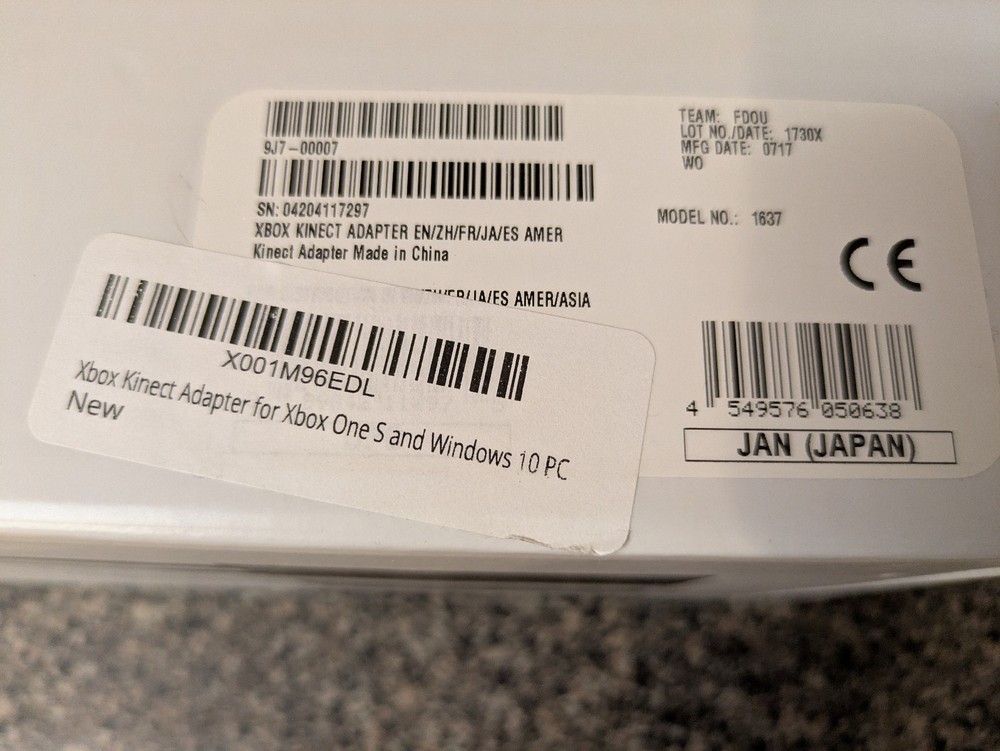 9J7-00007
SN: 04204117297
XBOX KINECT ADAPTER EN/ZH/FR/JA/ES AMER
Kinect Adapter Made in China
AMER/ASIA
TEAM: FDOU
LOT NO./DATE: 1730X
MFG DATE: 0717
WO
MODEL NO.: 1637
CE
4 549576 050638
JAN (JAPAN)
X001M96EDL
Xbox Kinect Adapter for Xbox One S and Windows 10 PC
New